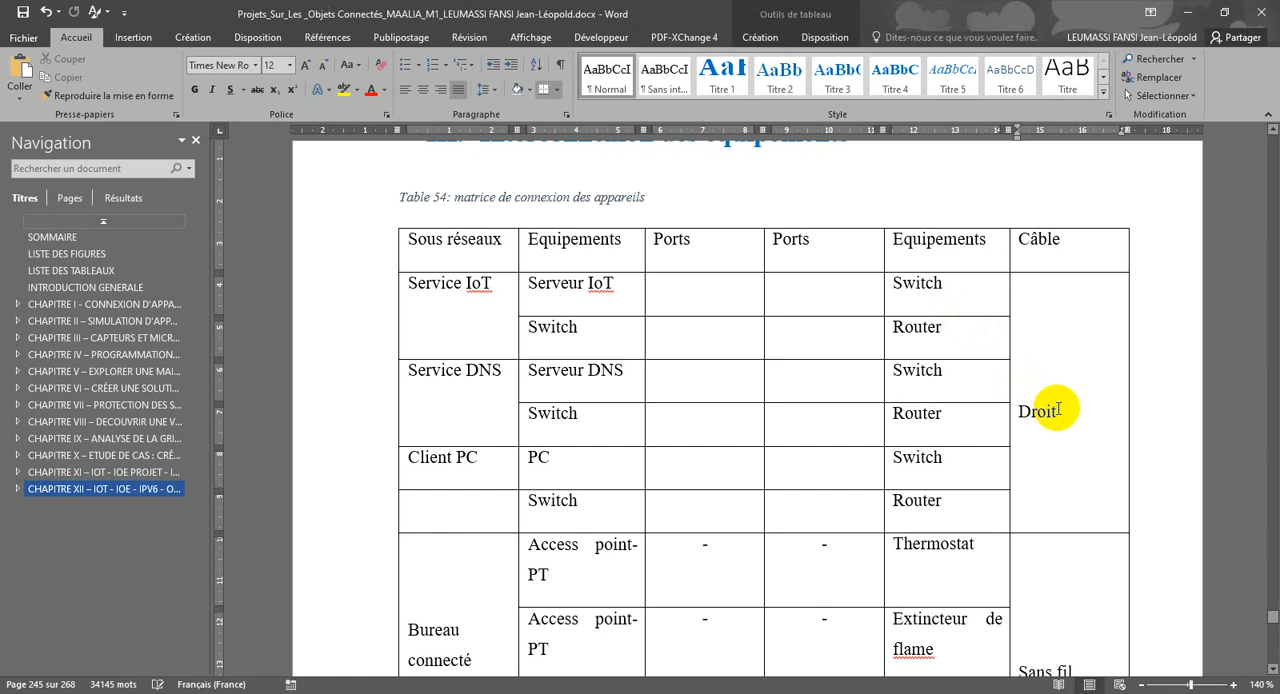 Projets_Sur_Les _Objets Connectés_MAALIA_M1_LEUMASSI FANSI Jean-Léopold.docx - Word
Outils de tableau
Fichier Accueil Insertion Création Disposition Références Publipostage Révision Affichage Développeur PDF-XChange 4 Création Disposition Dites-nous ce que vous voulez faire. LEUMASSI FANSI Jean-Léopold Partager
Coller
Couper
Copier
Reproduire la mise en forme
Presse-papiers
Times New Ro 12
Police
Paragraphe
AaBbCcI AaBbCcI AaBb AaBbC AaBbC AaBbC AaBbCcI AaBbCcD AaBb
¶ Normal ¶ Sans int... Titre 1 Titre 2 Titre 3 Titre 4 Titre 5 Titre 6 Titre
Style
Rechercher
Remplacer
Sélectionner
Modification
Navigation
Rechercher un document
Titres Pages Résultats
SOMMAIRE
LISTE DES FIGURES
LISTE DES TABLEAUX
INTRODUCTION GENERALE
CHAPITRE I - CONNEXION D'APPA...
CHAPITRE II – SIMULATION D'APP...
CHAPITRE III – CAPTEURS ET MICR...
CHAPITRE IV – PROGRAMMATION...
CHAPITRE V – EXPLORER UNE MAI...
CHAPITRE VI – CRÉER UNE SOLUTI...
CHAPITRE VII – PROTECTION DES S...
CHAPITRE VIII – DECOUVRIR UNE V...
CHAPITRE IX – ANALYSE DE LA GRI...
CHAPITRE X – ETUDE DE CAS : CRÉ...
CHAPITRE XI – IOT - IOE PROJET - I...
CHAPITRE XII – IOT - IOE - IPV6 - O...
Table 54: matrice de connexion des appareils
Sous réseaux Equipements Ports Ports Equipements Câble
Service IoT Serveur IoT Switch
Switch Router
Service DNS Serveur DNS Switch
Switch Router
Droit
Client PC PC Switch
Switch Router
Access point-PT - - Thermostat
Bureau connecté
Access point-PT - - Extincteur de flame
Sans fil
Page 245 sur 268 34145 mots Français (France) 140 %